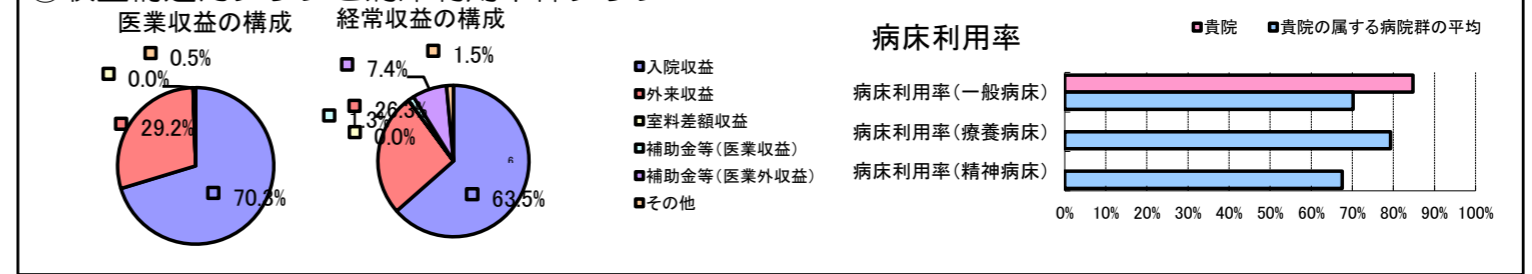 医業収益の構成
0.5%
0.0%
29.2%
70.3%
経常収益の構成
1.5%
7.4%
26.3%
1.3%
0.0%
63.5%
■入院収益
■外来収益
■室料差額収益
■補助金等(医業収益)
■補助金等(医業外収益)
■その他
病床利用率
■貴院 ■貴院の属する病院群の平均
病床利用率(一般病床)
病床利用率(療養病床)
病床利用率(精神病床)
0% 10% 20% 30% 40% 50% 60% 70% 80% 90% 100%